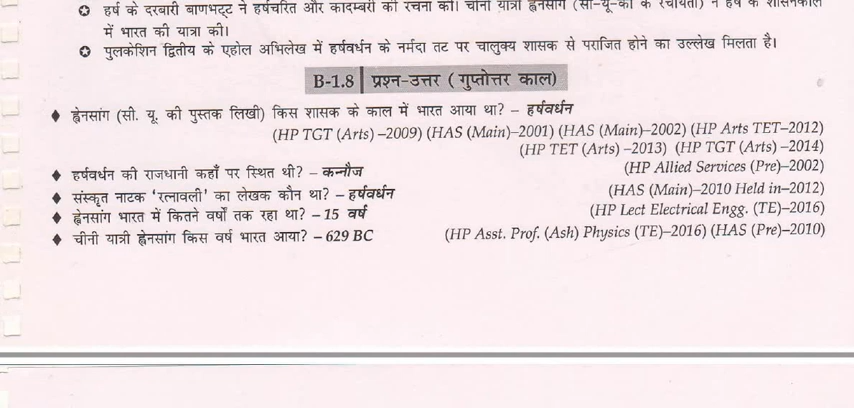 ✪ हर्ष के दरबारी बाणभट्ट ने हर्षचरित और कादम्बरी की रचना की। चीनी यात्री ह्वेनसांग (सी-यू-की के रचयिता) ने हर्ष के शासनकाल
में भारत की यात्रा की।
✪ पुलकेशिन द्वितीय के एहोल अभिलेख में हर्षवर्धन के नर्मदा तट पर चालुक्य शासक से पराजित होने का उल्लेख मिलता है।
B-1.8 प्रश्न-उत्तर ( गुप्तोत्तर काल)
♦ ह्वेनसांग (सी. यू. की पुस्तक लिखी) किस शासक के काल में भारत आया था? – हर्षवर्धन
(HP TGT (Arts) –2009) (HAS (Main)–2001) (HAS (Main)–2002) (HP Arts TET–2012)
(HP TET (Arts) –2013) (HP TGT (Arts) –2014)
♦ हर्षवर्धन की राजधानी कहाँ पर स्थित थी? – कन्नौज (HP Allied Services (Pre)–2002)
♦ संस्कृत नाटक ‘रत्नावली’ का लेखक कौन था? – हर्षवर्धन (HAS (Main)–2010 Held in–2012)
♦ ह्वेनसांग भारत में कितने वर्षों तक रहा था? – 15 वर्ष (HP Lect Electrical Engg. (TE)–2016)
♦ चीनी यात्री ह्वेनसांग किस वर्ष भारत आया? – 629 BC (HP Asst. Prof. (Ash) Physics (TE)–2016) (HAS (Pre)–2010)